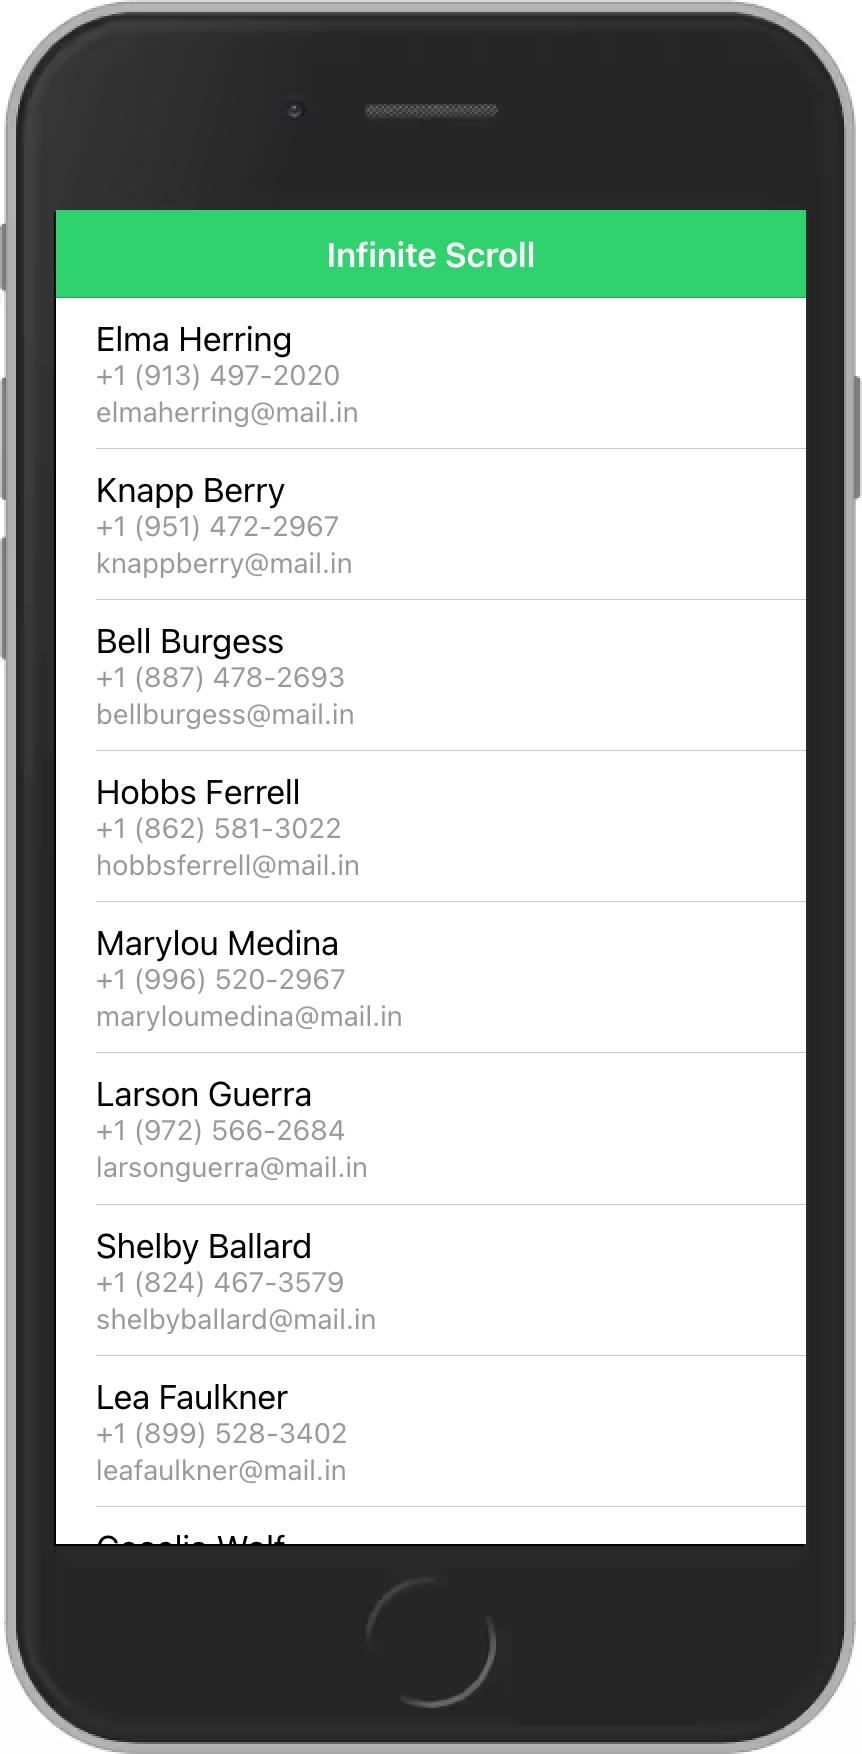 Infinite Scroll
Elma Herring
+1 (913) 497-2020
elmaherring@mail.in
Knapp Berry
+1 (951) 472-2967
knappberry@mail.in
Bell Burgess
+1 (887) 478-2693
bellburgess@mail.in
Hobbs Ferrell
+1 (862) 581-3022
hobbsferrell@mail.in
Marylou Medina
+1 (996) 520-2967
maryloumedina@mail.in
Larson Guerra
+1 (972) 566-2684
larsonguerra@mail.in
Shelby Ballard
+1 (824) 467-3579
shelbyballard@mail.in
Lea Faulkner
+1 (899) 528-3402
leafaulkner@mail.in